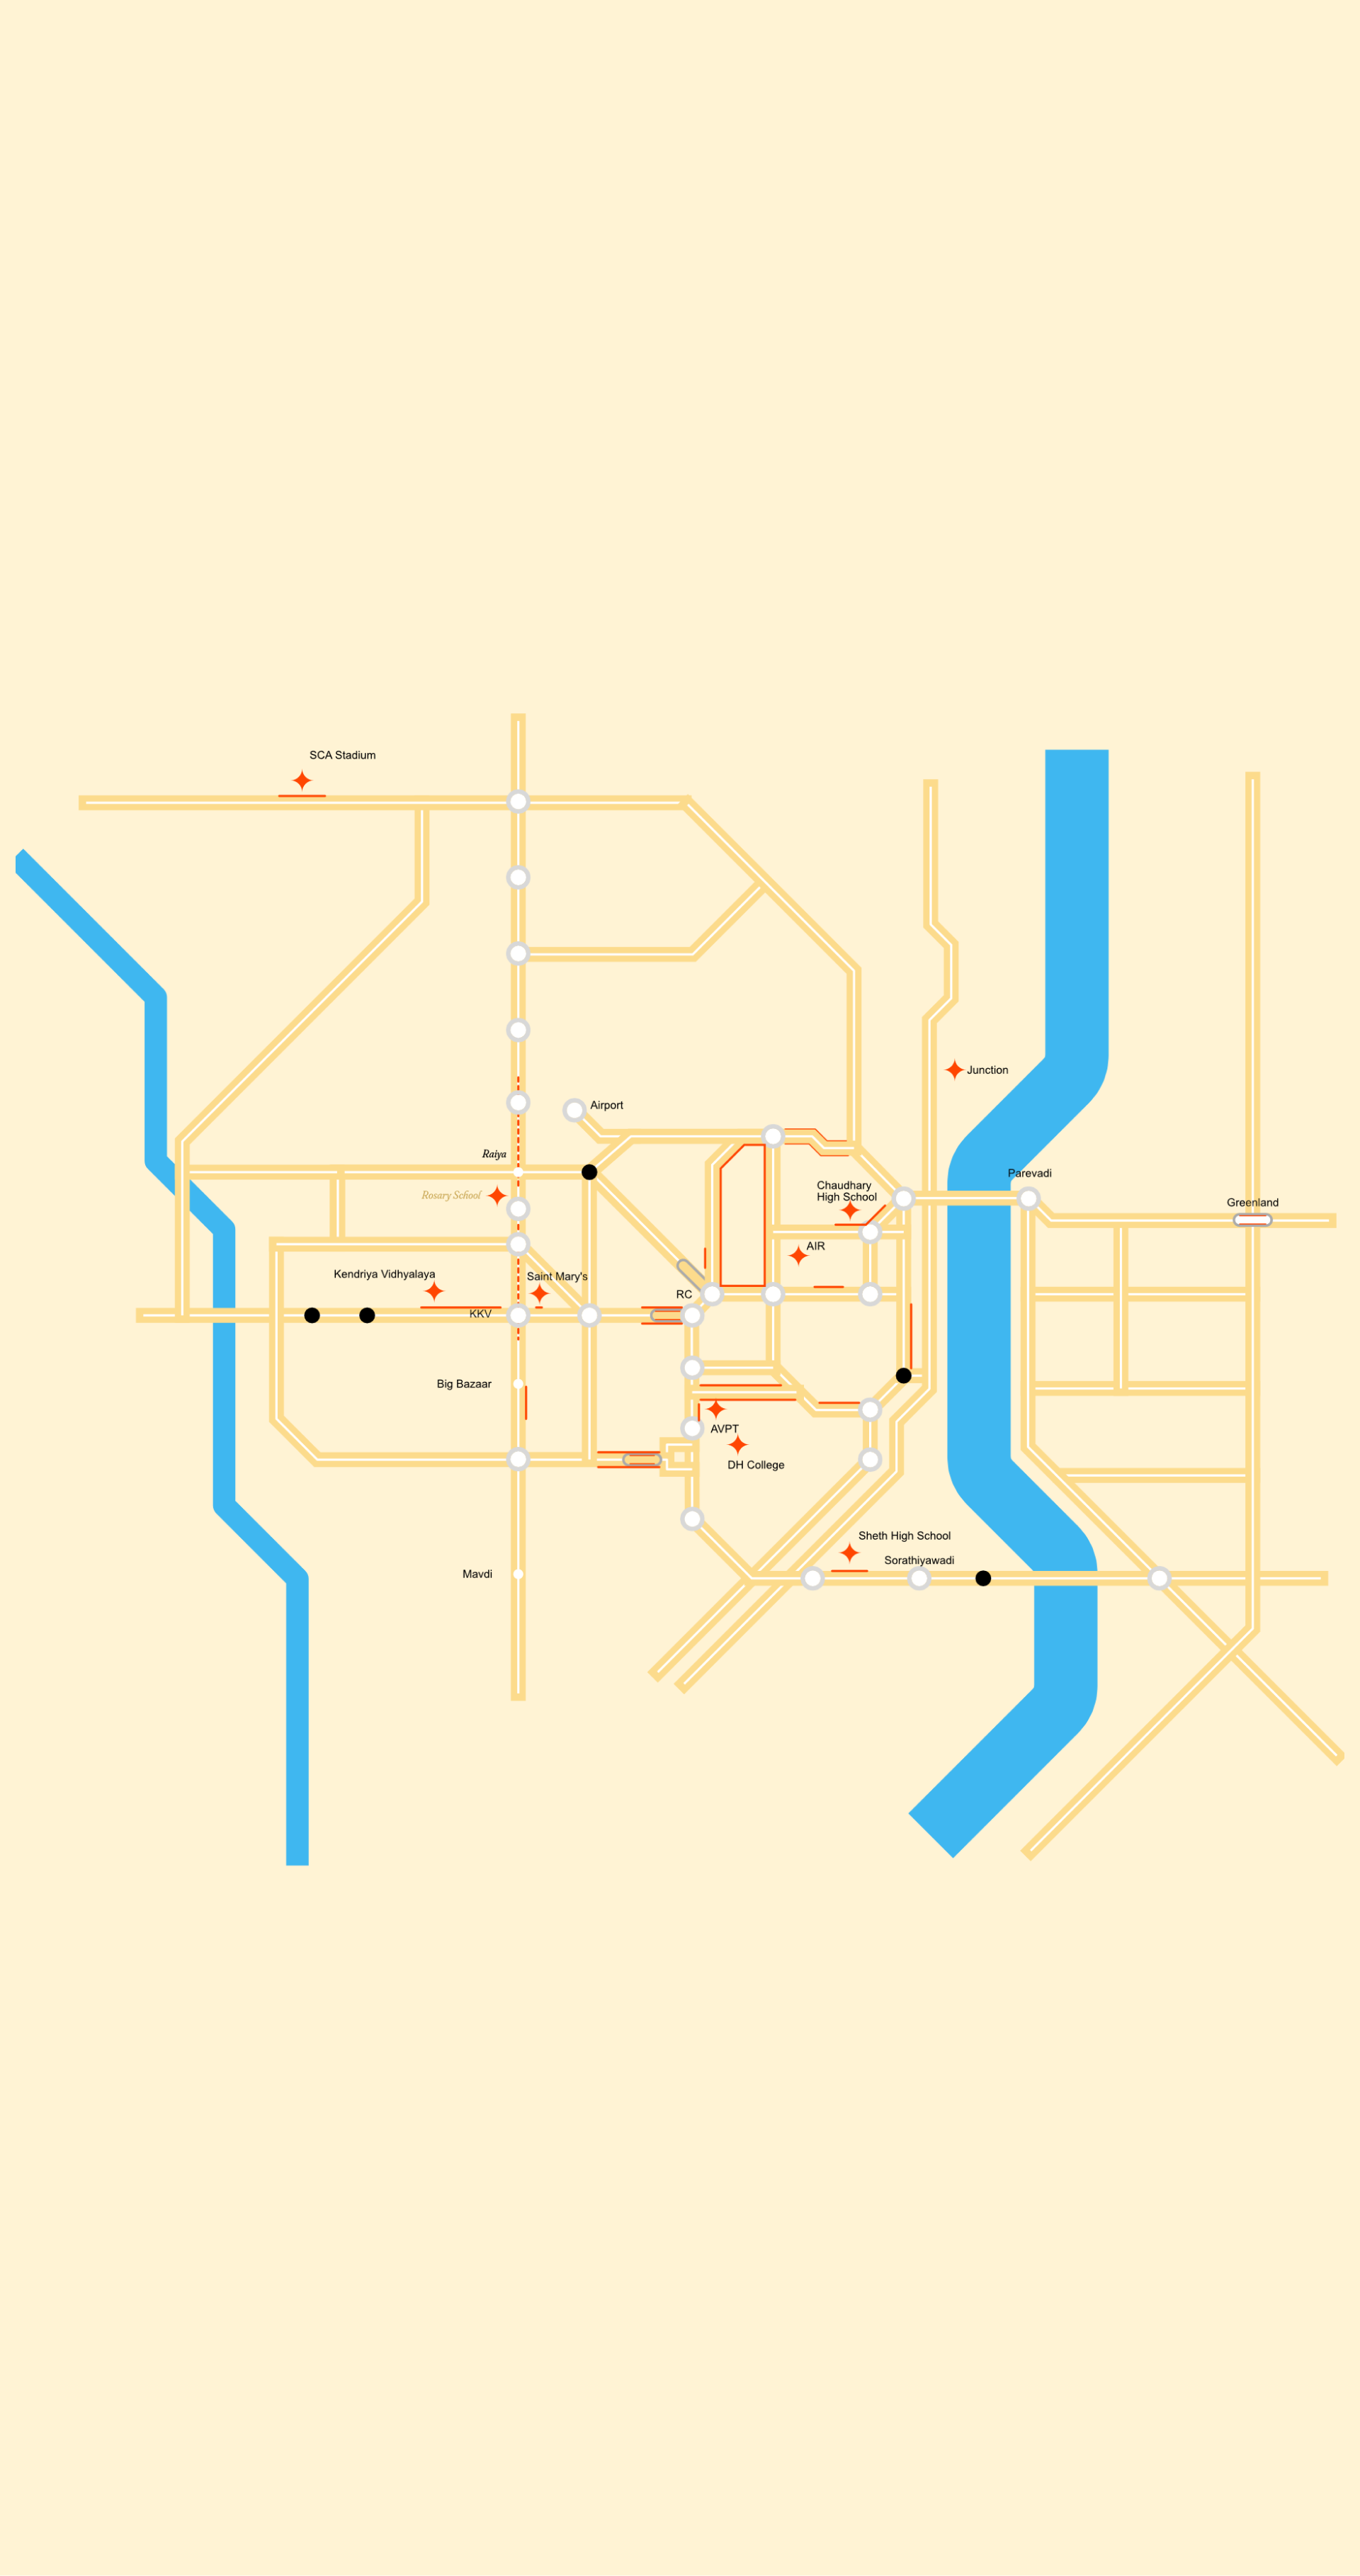 SCA Stadium
Junction
Airport
Raiya
Parevadi
Chaudhary
High School
Rosary School
Greenland
AIR
Kendriya Vidhyalaya
Saint Mary's
RC
KKV
Big Bazaar
AVPT
DH College
Sheth High School
Sorathiyawadi
Mavdi